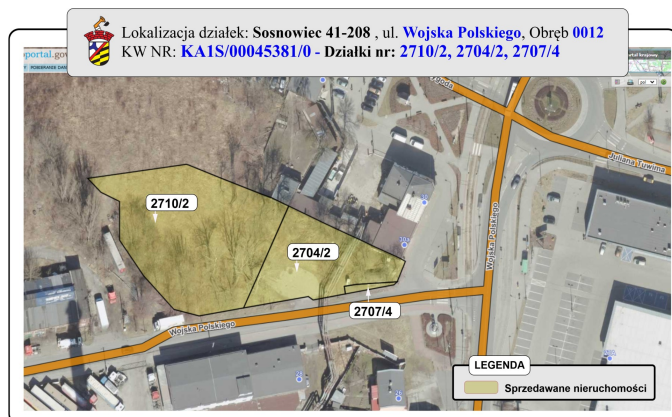 Lokalizacja działek: Sosnowiec 41-208 , ul. Wojska Polskiego, Obręb 0012
KW NR: KA1S/00045381/0 - Działki nr: 2710/2, 2704/2, 2707/4
pol
Juliana Tuwima
Wojska Polskiego
2710/2
2704/2
2707/4
Wojska Polskiego
LEGENDA
Sprzedawane nieruchomości